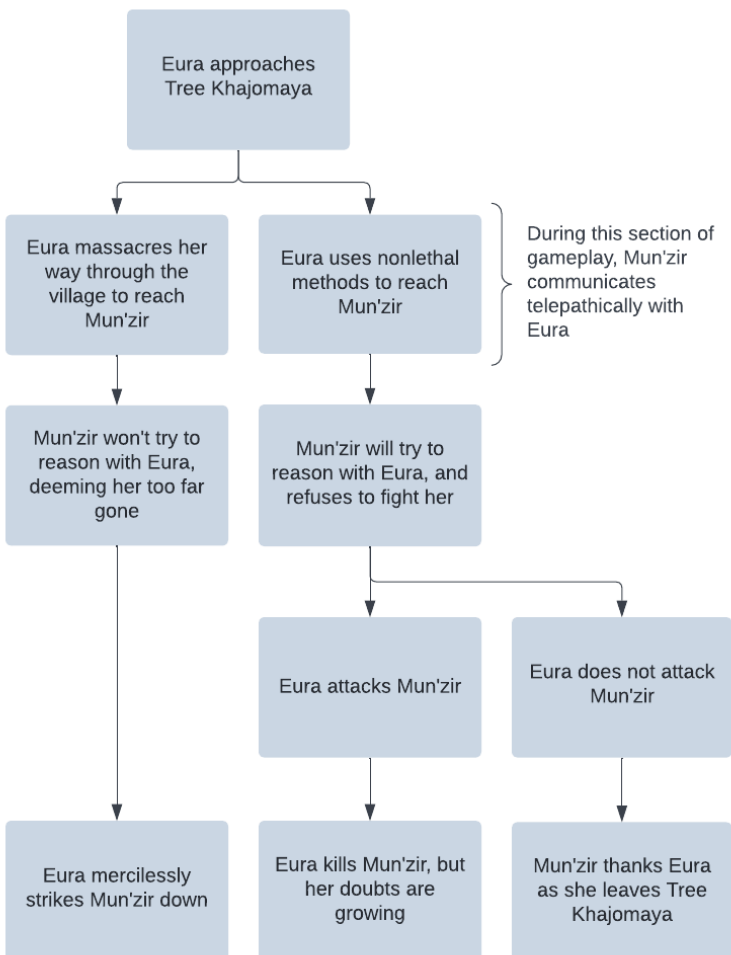 Eura approaches
Tree Khajomaya
Eura massacres her
way through the
village to reach
Mun'zir
Eura uses nonlethal
methods to reach
Mun'zir
During this section of
gameplay, Mun'zir
communicates
telepathically with
Eura
Mun'zir won't try to
reason with Eura,
deeming her too far
gone
Mun'zir will try to
reason with Eura, and
refuses to fight her
Eura attacks Mun'zir
Eura does not attack
Mun'zir
Eura mercilessly
strikes Mun'zir down
Eura kills Mun'zir, but
her doubts are
growing
Mun'zir thanks Eura
as she leaves Tree
Khajomaya